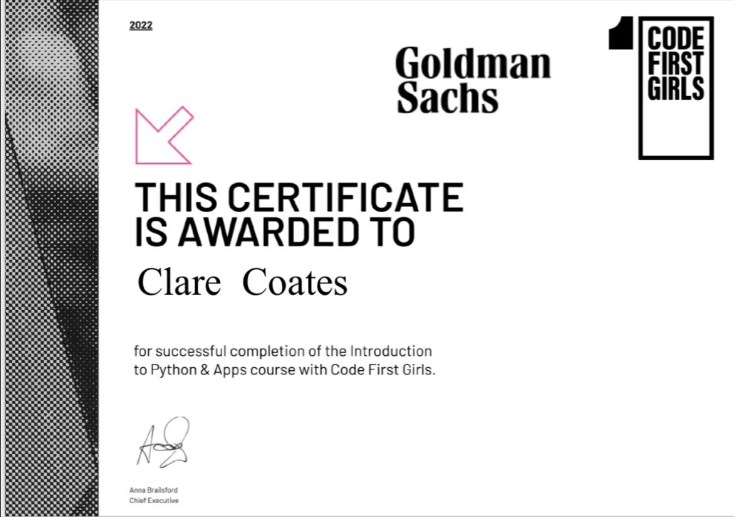 2022
Goldman
Sachs
CODE
FIRST
GIRLS
THIS CERTIFICATE
IS AWARDED TO
Clare Coates
for successful completion of the Introduction
to Python & Apps course with Code First Girls.
Anna Brailsford
Chief Executive